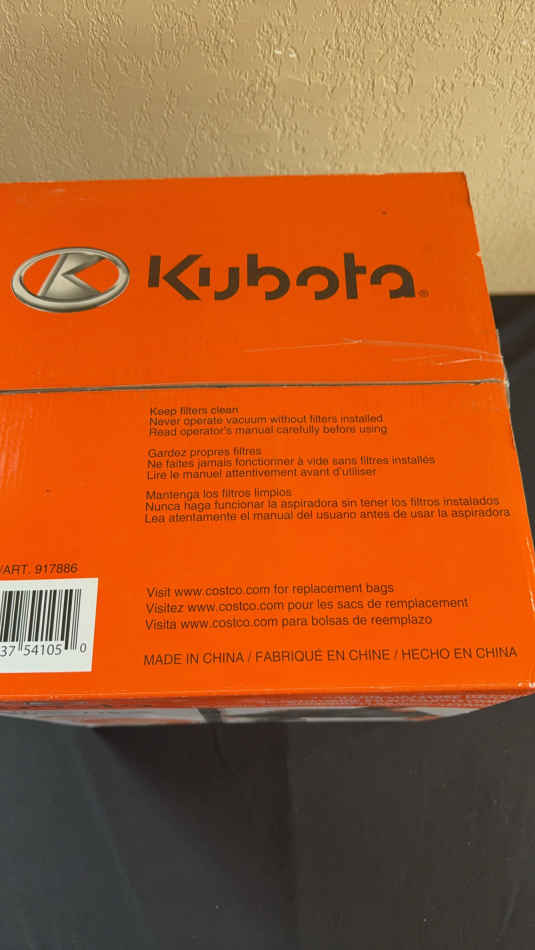 Kubota®
Keep filters clean
Never operate vacuum without filters installed
Read operator's manual carefully before using
Gardez propres filtres
Ne faites jamais fonctionner à vide sans filtres installés
Lire le manuel attentivement avant d'utiliser
Mantenga los filtros limpios
Nunca haga funcionar la aspiradora sin tener los filtros instalados
Lea atentamente el manual del usuario antes de usar la aspiradora
/ART. 917886
37 54105 0
Visit www.costco.com for replacement bags
Visitez www.costco.com pour les sacs de remplacement
Visita www.costco.com para bolsas de reemplazo
MADE IN CHINA / FABRIQUÉ EN CHINE / HECHO EN CHINA